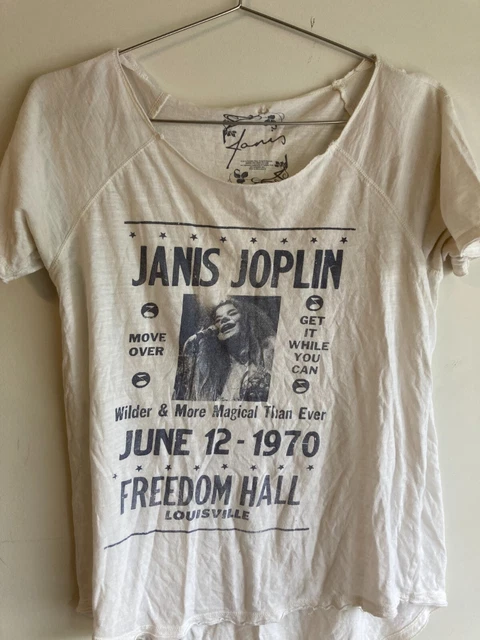 Janis
JANIS JOPLIN
MOVE
OVER
GET
IT
WHILE
YOU
CAN
Wilder & More Magical Than Ever
JUNE 12 - 1970
FREEDOM HALL
LOUISVILLE